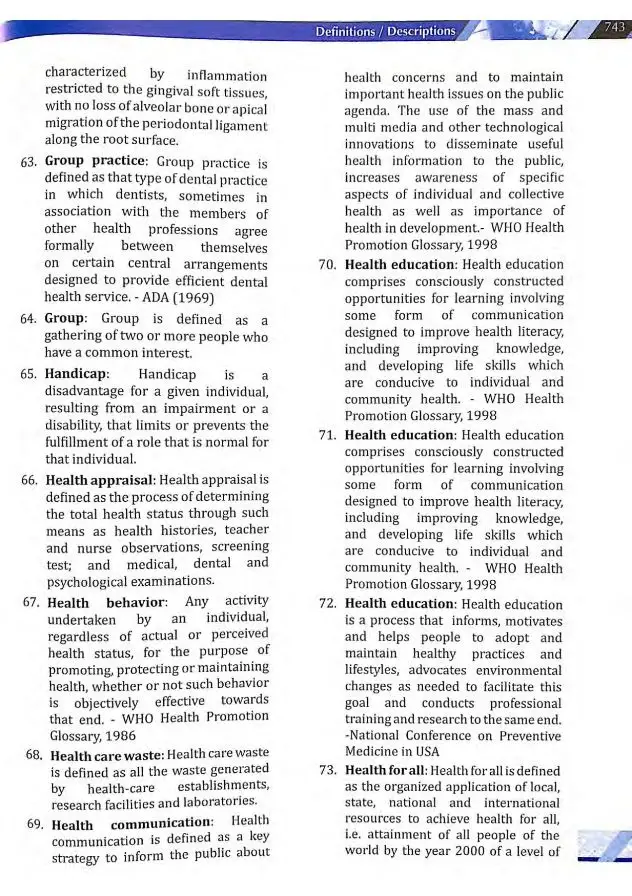 Definitions / Descriptions
743
characterized by inflammation
restricted to the gingival soft tissues,
with no loss of alveolar bone or apical
migration of the periodontal ligament
along the root surface.
63. Group practice: Group practice is
defined as that type of dental practice
in which dentists, sometimes in
association with the members of
other health professions agree
formally between themselves
on certain central arrangements
designed to provide efficient dental
health service. - ADA (1969)
64. Group: Group is defined as a
gathering of two or more people who
have a common interest.
65. Handicap: Handicap is a
disadvantage for a given individual,
resulting from an impairment or a
disability, that limits or prevents the
fulfillment of a role that is normal for
that individual.
66. Health appraisal: Health appraisal is
defined as the process of determining
the total health status through such
means as health histories, teacher
and nurse observations, screening
test; and medical, dental and
psychological examinations.
67. Health behavior: Any activity
undertaken by an individual,
regardless of actual or perceived
health status, for the purpose of
promoting, protecting or maintaining
health, whether or not such behavior
is objectively effective towards
that end. - WHO Health Promotion
Glossary, 1986
68. Health care waste: Health care waste
is defined as all the waste generated
by health-care establishments,
research facilities and laboratories.
69. Health communication: Health
communication is defined as a key
strategy to inform the public about
health concerns and to maintain
important health issues on the public
agenda. The use of the mass and
multi media and other technological
innovations to disseminate useful
health information to the public,
increases awareness of specific
aspects of individual and collective
health as well as importance of
health in development.- WHO Health
Promotion Glossary, 1998
70. Health education: Health education
comprises consciously constructed
opportunities for learning involving
some form of communication
designed to improve health literacy,
including improving knowledge,
and developing life skills which
are conducive to individual and
community health. - WHO Health
Promotion Glossary, 1998
71. Health education: Health education
comprises consciously constructed
opportunities for learning involving
some form of communication
designed to improve health literacy,
including improving knowledge,
and developing life skills which
are conducive to individual and
community health. - WHO Health
Promotion Glossary, 1998
72. Health education: Health education
is a process that informs, motivates
and helps people to adopt and
maintain healthy practices and
lifestyles, advocates environmental
changes as needed to facilitate this
goal and conducts professional
training and research to the same end.
-National Conference on Preventive
Medicine in USA
73. Health for all: Health for all is defined
as the organized application of local,
state, national and international
resources to achieve health for all,
i.e. attainment of all people of the
world by the year 2000 of a level of